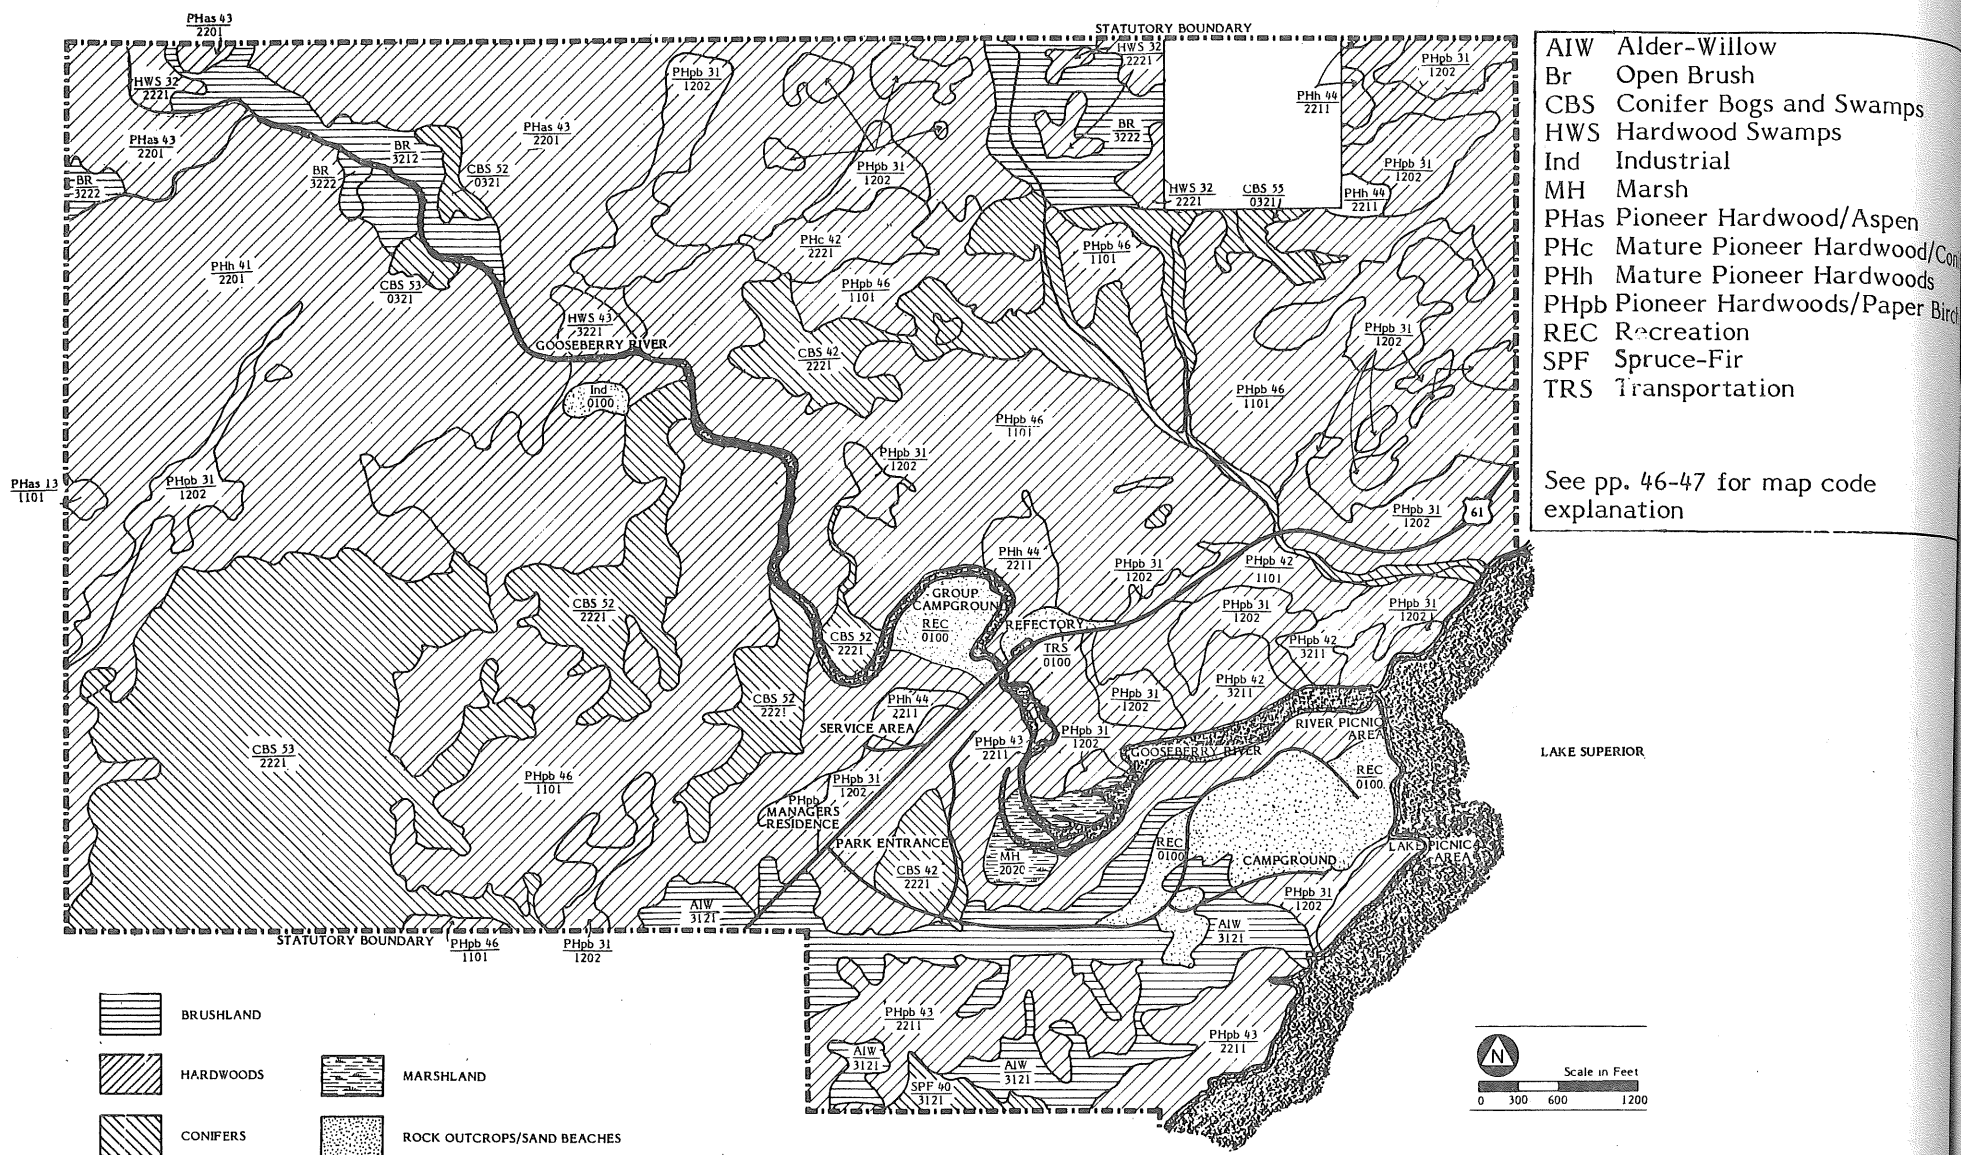 PHas 43
2201
STATUTORY BOUNDARY
HWS 32
2221
HWS 32
2221
PHpb 31
1202
PHpb 31
1202
PHh 44
2211
PHas 43
2201
PHas 43
2201
BR
3212
BR
3222
BR
3222
BR
3222
CBS 52
0321
PHpb 31
1202
PHpb 31
1202
HWS 32
2221
CBS 55
0321
PHh 44
2211
PHh 41
2201
CBS 53
0321
PHc 42
2221
PHpb 46
1101
PHpb 46
1101
HWS 43
3221
GOOSEBERRY RIVER
CBS 42
2221
PHpb 31
1202
Ind
0100
PHpb 46
1101
PHpb 46
1101
PHpb 31
1202
PHas 13
1101
PHpb 31
1202
PHpb 31
1202
61
PHh 44
2211
PHpb 31
1202
PHpb 42
1101
CBS 52
2221
GROUP
CAMPGROUND
REC
0100
REFECTORY
TRS
0100
PHpb 31
1202
PHpb 31
1202
PHpb 42
3211
CBS 52
2221
CBS 52
2221
PHh 44
2211
SERVICE AREA
PHpb 31
1202
PHpb 42
3211
RIVER PICNIC
AREA
CBS 53
2221
PHpb 43
2211
PHpb 31
1202
GOOSEBERRY RIVER
LAKE SUPERIOR
PHpb 46
1101
PHpb 31
1202
PHpb
MANAGERS
RESIDENCE
REC
0100
PARK ENTRANCE
CBS 42
2221
MH
2020
REC
0100
CAMPGROUND
LAKE PICNIC
AREA
PHpb 31
1202
AIW
3121
AIW
3121
STATUTORY BOUNDARY
PHpb 46
1101
PHpb 31
1202
PHpb 43
2211
PHpb 43
2211
AIW
3121
AIW
3121
SPF 40
3121
AIW Alder-Willow
Br Open Brush
CBS Conifer Bogs and Swamps
HWS Hardwood Swamps
Ind Industrial
MH Marsh
PHas Pioneer Hardwood/Aspen
PHc Mature Pioneer Hardwood/
PHh Mature Pioneer Hardwoods
PHpb Pioneer Hardwoods/Paper Birch
REC Recreation
SPF Spruce-Fir
TRS Transportation
See pp. 46-47 for map code
explanation
BRUSHLAND
HARDWOODS
MARSHLAND
CONIFERS
ROCK OUTCROPS/SAND BEACHES
N
Scale in Feet
0 300 600 1200